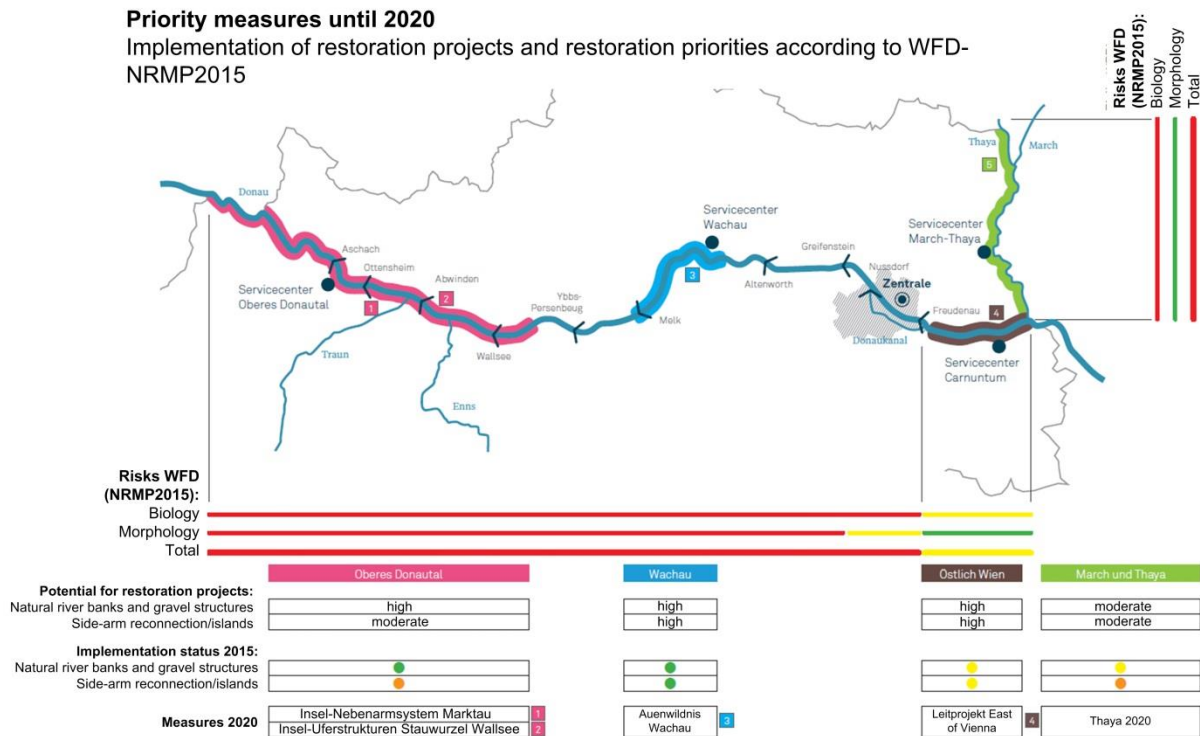 Priority measures until 2020
Implementation of restoration projects and restoration priorities according to WFD-
NRMP2015
Risks WFD
(NRMP2015):
Biology
Morphology
Total
Thaya
March
5
Donau
Servicecenter
Wachau
Servicecenter
March-Thaya
Aschach
Ottensheim
Abwinden
Greifenstein
Nussdorf
Zentrale
Servicecenter
Oberes Donautal
1
2
3
4
Altenworth
Ybbs-
Persenbeug
Melk
Freudenau
Donaukanal
Wallsee
Traun
Enns
Servicecenter
Carnuntum
Risks WFD
(NRMP2015):
Biology
Morphology
Total
Oberes Donautal
Wachau
Östlich Wien
March und Thaya
Potential for restoration projects:
Natural river banks and gravel structures
high
high
high
moderate
Side-arm reconnection/islands
moderate
high
high
moderate
Implementation status 2015:
Natural river banks and gravel structures
Side-arm reconnection/islands
Measures 2020
Insel-Nebenarmsystem Marktau
1
Insel-Uferstrukturen Stauwurzel Wallsee
2
Auenwildnis
Wachau
3
Leitprojekt East
of Vienna
4
Thaya 2020